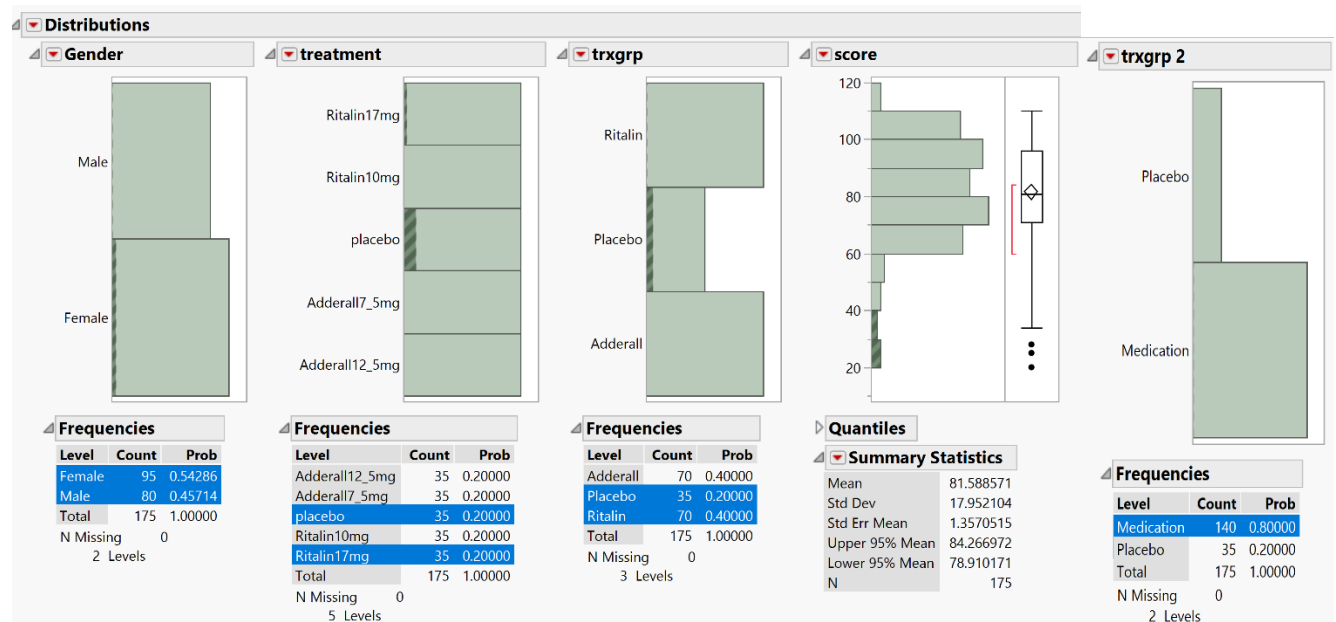 Distributions
Gender
Male
Female
Frequencies
Level Count Prob
Female 95 0.54286
Male 80 0.45714
Total 175 1.00000
N Missing 0
2 Levels
treatment
Ritalin17mg
Ritalin10mg
placebo
Adderall7_5mg
Adderall12_5mg
Frequencies
Level Count Prob
Adderall12_5mg 35 0.20000
Adderall7_5mg 35 0.20000
placebo 35 0.20000
Ritalin10mg 35 0.20000
Ritalin17mg 35 0.20000
Total 175 1.00000
N Missing 0
5 Levels
trxgrp
Ritalin
Placebo
Adderall
Frequencies
Level Count Prob
Adderall 70 0.40000
Placebo 35 0.20000
Ritalin 70 0.40000
Total 175 1.00000
N Missing 0
3 Levels
score
120
100
80
60
40
20
Quantiles
Summary Statistics
Mean 81.588571
Std Dev 17.952104
Std Err Mean 1.3570515
Upper 95% Mean 84.266972
Lower 95% Mean 78.910171
N 175
trxgrp 2
Placebo
Medication
Frequencies
Level Count Prob
Medication 140 0.80000
Placebo 35 0.20000
Total 175 1.00000
N Missing 0
2 Levels